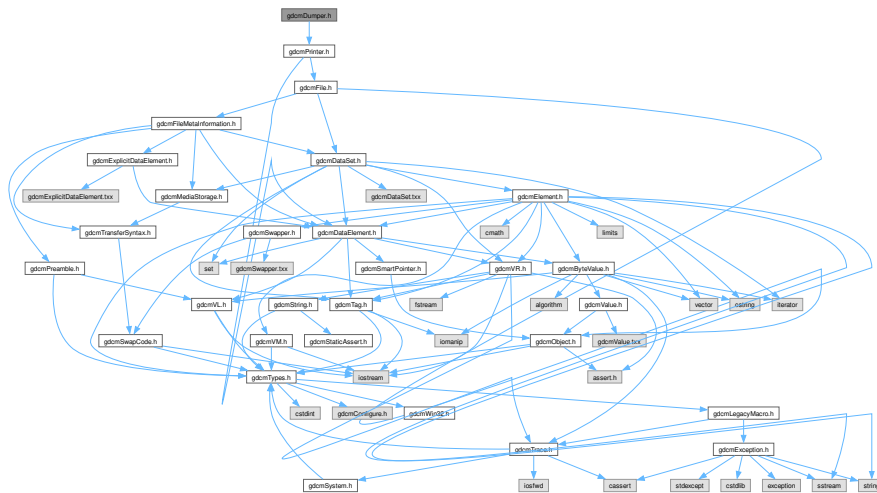 gdcmDumper.h
gdcmPrinter.h
gdcmFile.h
gdcmFileMetaInformation.h
gdcmExplicitDataElement.h
gdcmDataSet.h
gdcmExplicitDataElement.txx
gdcmMediaStorage.h
gdcmDataSet.txx
gdcmElement.h
gdcmTransferSyntax.h
gdcmSwapper.h
gdcmDataElement.h
cmath
limits
gdcmPreamble.h
set
gdcmSwapper.txx
gdcmSmartPointer.h
gdcmVR.h
gdcmByteValue.h
gdcmVL.h
gdcmString.h
gdcmTag.h
fstream
algorithm
gdcmValue.h
vector
cstring
iterator
gdcmSwapCode.h
gdcmVM.h
gdcmStaticAssert.h
iomanip
gdcmObject.h
gdcmValue.txx
gdcmTypes.h
iostream
assert.h
cstdint
gdcmConfigure.h
gdcmWin32.h
gdcmLegacyMacro.h
gdcmTrace.h
gdcmException.h
gdcmSystem.h
iosfwd
cassert
stdexcept
cstdlib
exception
sstream
string